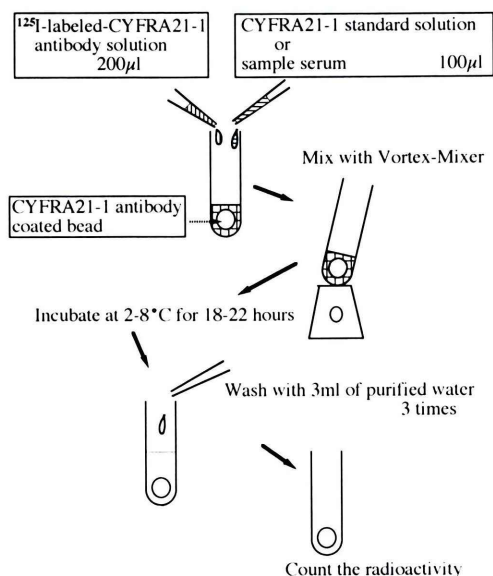 ¹²⁵I-labeled-CYFRA21-1
antibody solution
200μl
CYFRA21-1 standard solution
or
sample serum 100μl
Mix with Vortex-Mixer
CYFRA21-1 antibody
coated bead
Incubate at 2-8°C for 18-22 hours
Wash with 3ml of purified water
3 times
Count the radioactivity